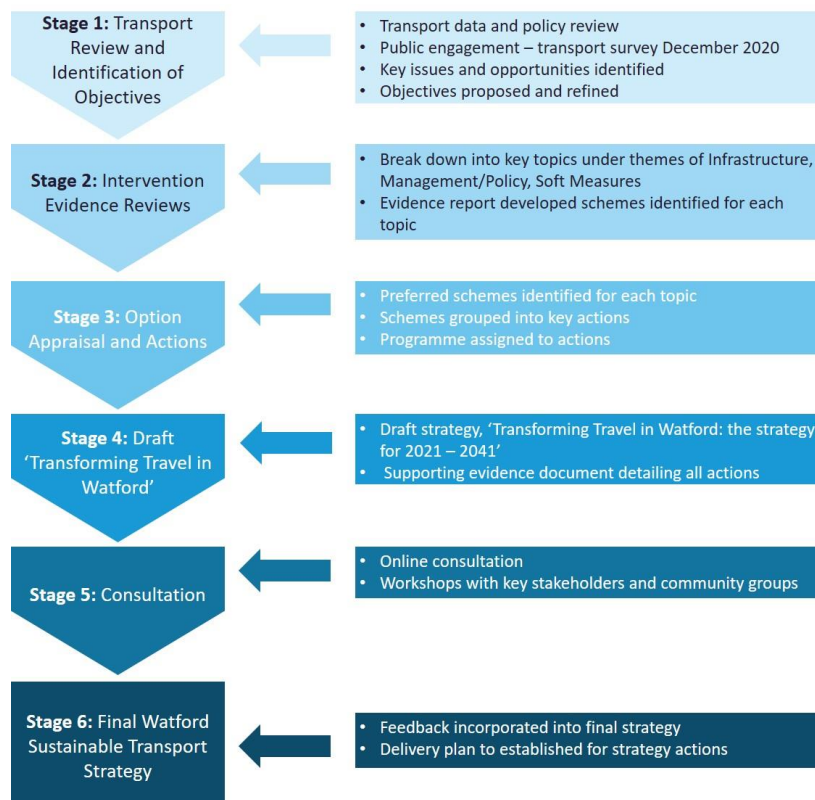 Stage 1: Transport
Review and
Identification of
Objectives
• Transport data and policy review
• Public engagement – transport survey December 2020
• Key issues and opportunities identified
• Objectives proposed and refined
Stage 2: Intervention
Evidence Reviews
• Break down into key topics under themes of Infrastructure,
Management/Policy, Soft Measures
• Evidence report developed schemes identified for each
topic
Stage 3: Option
Appraisal and Actions
• Preferred schemes identified for each topic
• Schemes grouped into key actions
• Programme assigned to actions
Stage 4: Draft
‘Transforming Travel in
Watford’
• Draft strategy, ‘Transforming Travel in Watford: the strategy
for 2021 – 2041’
• Supporting evidence document detailing all actions
Stage 5: Consultation
• Online consultation
• Workshops with key stakeholders and community groups
Stage 6: Final Watford
Sustainable Transport
Strategy
• Feedback incorporated into final strategy
• Delivery plan to established for strategy actions